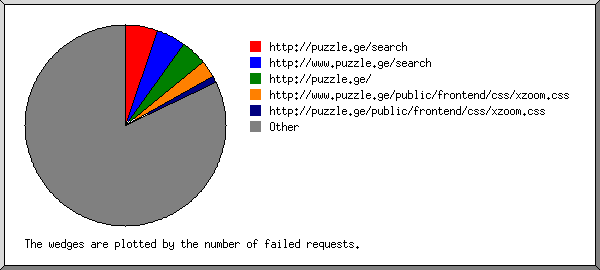 http://puzzle.ge/search
http://www.puzzle.ge/search
http://puzzle.ge/
http://www.puzzle.ge/public/frontend/css/xzoom.css
http://puzzle.ge/public/frontend/css/xzoom.css
Other
The wedges are plotted by the number of failed requests.